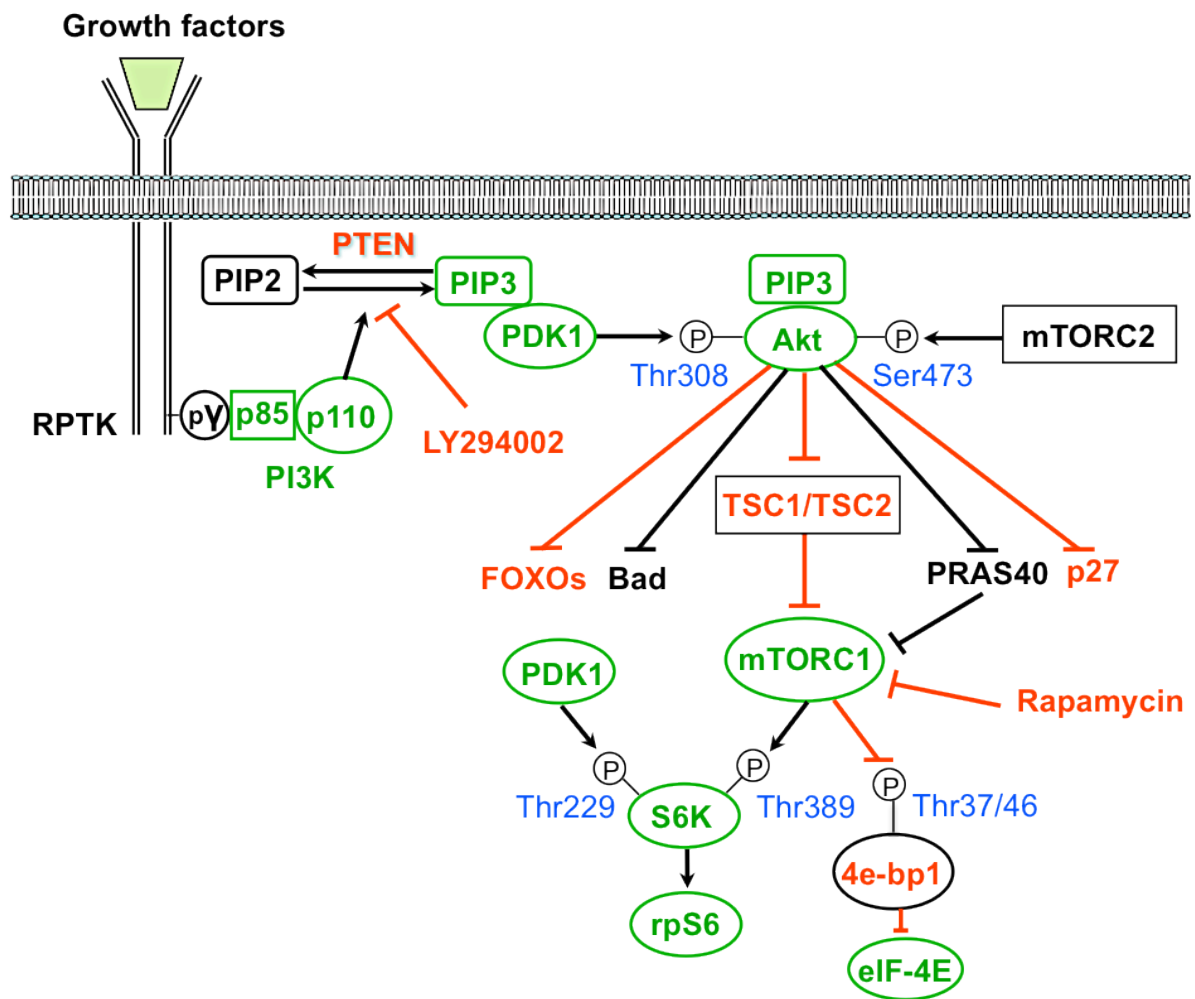 Growth factors
PTEN
PIP2
PIP3
PIP3
PDK1
P
Akt
P
mTORC2
Thr308
Ser473
RPTK
pγ
p85
p110
LY294002
PI3K
TSC1/TSC2
FOXOs
Bad
PRAS40
p27
PDK1
mTORC1
Rapamycin
P
P
P
Thr229
S6K
Thr389
Thr37/46
4e-bp1
rpS6
eIF-4E